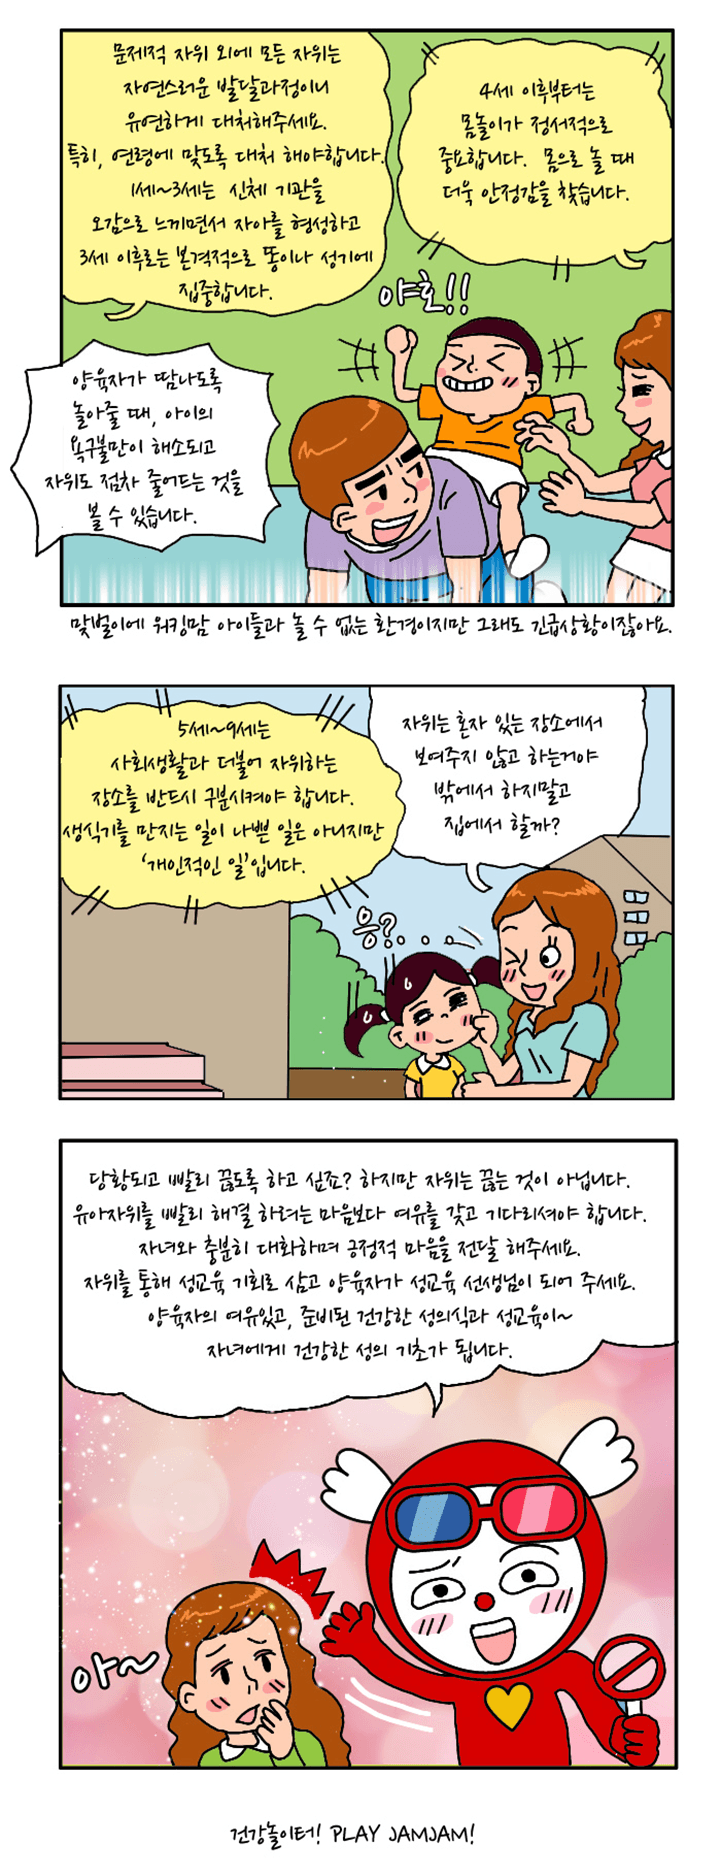 문제적 자위 외에 모든 자위는
자연스러운 발달과정이니
유연하게 대처해주세요.
특히, 연령에 맞도록 대처 해야합니다.
1세~3세는 신체 기관을
오감으로 느끼면서 자아를 형성하고
3세 이후로는 본격적으로 똥이나 성기에
집중합니다.
4세 이후부터는
몸놀이가 정서적으로
중요합니다. 몸으로 놀 때
더욱 안정감을 찾습니다.
야호!!
양육자가 땀나도록
놀아줄 때, 아이의
욕구불만이 해소되고
자위도 점차 줄어드는 것을
볼 수 있습니다.
맞벌이에 워킹맘 아이들과 놀 수 없는 환경이지만 그래도 긴급상황이잖아요.
5세~9세는
사회생활과 더불어 자위하는
장소를 반드시 구분시켜야 합니다.
생식기를 만지는 일이 나쁜 일은 아니지만
‘개인적인 일’입니다.
자위는 혼자 있는 장소에서
보여주지 않고 하는거야
밖에서 하지말고
집에서 할까?
응?....
당황되고 빨리 끊도록 하고 싶죠? 하지만 자위는 끊는 것이 아닙니다.
유아자위를 빨리 해결 하려는 마음보다 여유를 갖고 기다리셔야 합니다.
자녀와 충분히 대화하며 긍정적 마음을 전달 해주세요.
자위를 통해 성교육 기회로 삼고 양육자가 성교육 선생님이 되어 주세요.
양육자의 여유있고, 준비된 건강한 성의식과 성교육이~
자녀에게 건강한 성의 기초가 됩니다.
아~
건강놀이터! PLAY JAMJAM!